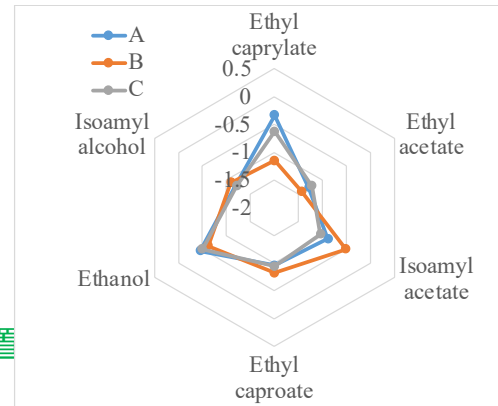 Ethyl
caprylate
A
B
C
0.5
0
-0.5
-1
-1.5
-2
Isoamyl
alcohol
Ethyl
acetate
Ethanol
Isoamyl
acetate
Ethyl
caproate